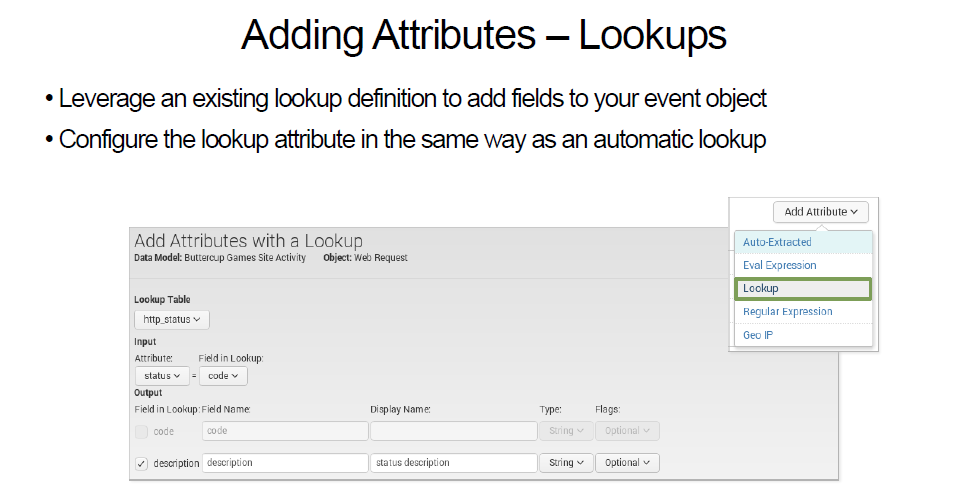 Adding Attributes – Lookups
• Leverage an existing lookup definition to add fields to your event object
• Configure the lookup attribute in the same way as an automatic lookup
Add Attribute
Auto-Extracted
Eval Expression
Lookup
Regular Expression
Geo IP
Add Attributes with a Lookup
Data Model: Buttercup Games Site Activity Object: Web Request
Lookup Table
http_status
Input
Attribute: Field in Lookup:
status = code
Output
Field in Lookup: Field Name: Display Name: Type: Flags:
code code String Optional
description description status description String Optional